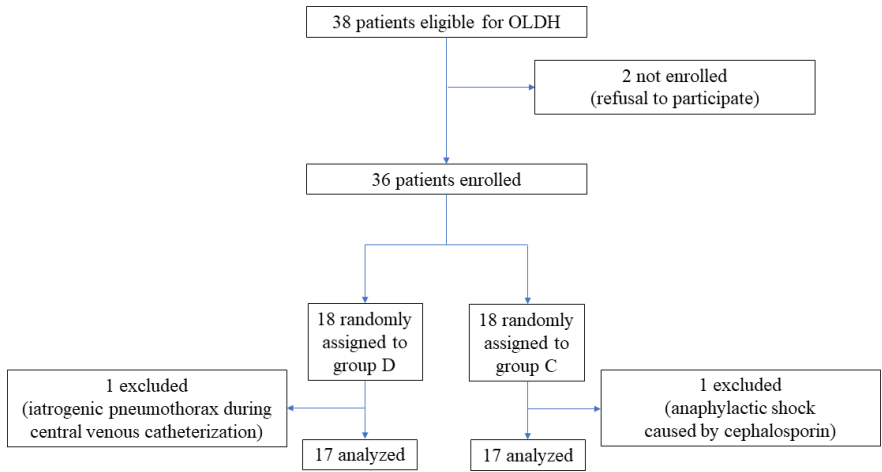 38 patients eligible for OLDH
2 not enrolled
(refusal to participate)
36 patients enrolled
18 randomly
assigned to
group D
18 randomly
assigned to
group C
1 excluded
(iatrogenic pneumothorax during
central venous catheterization)
1 excluded
(anaphylactic shock
caused by cephalosporin)
17 analyzed
17 analyzed